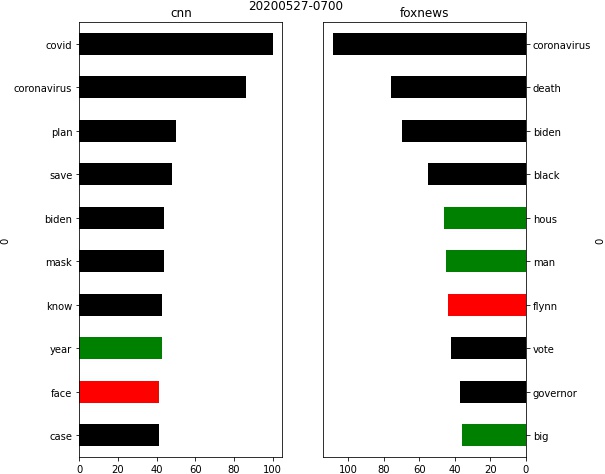 20200527-0700
cnn
foxnews
covid
coronavirus
plan
save
biden
mask
know
year
face
case
0
0 20 40 60 80 100
coronavirus
death
biden
black
hous
man
flynn
vote
governor
big
0
100 80 60 40 20 0